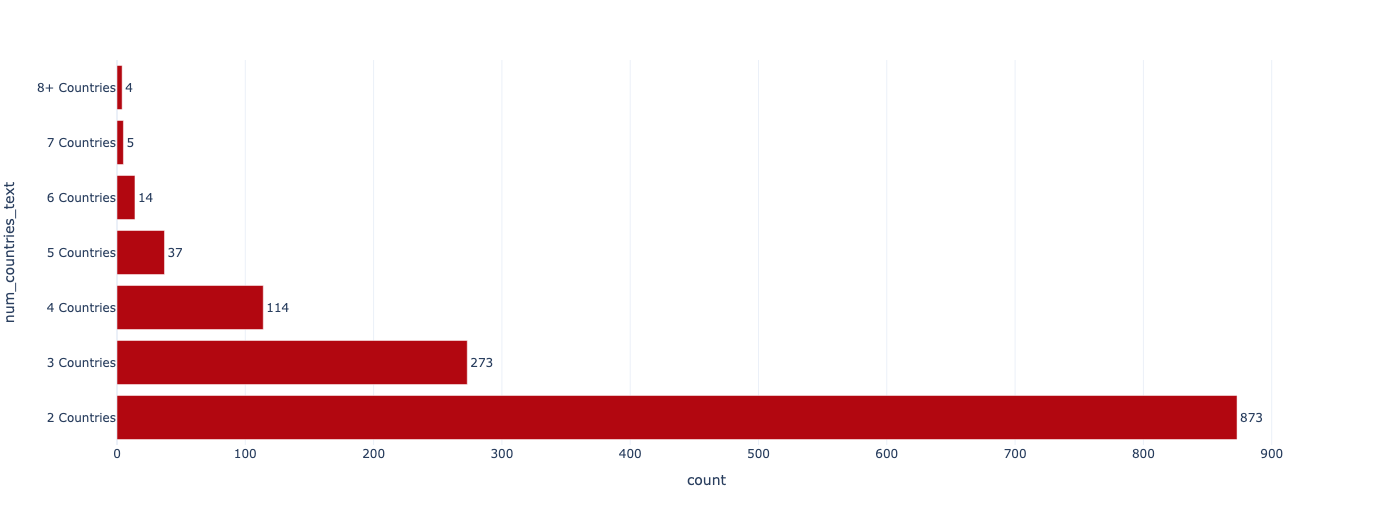 num_countries_text
8+ Countries 4
7 Countries 5
6 Countries 14
5 Countries 37
4 Countries 114
3 Countries 273
2 Countries 873
0 100 200 300 400 500 600 700 800 900
count